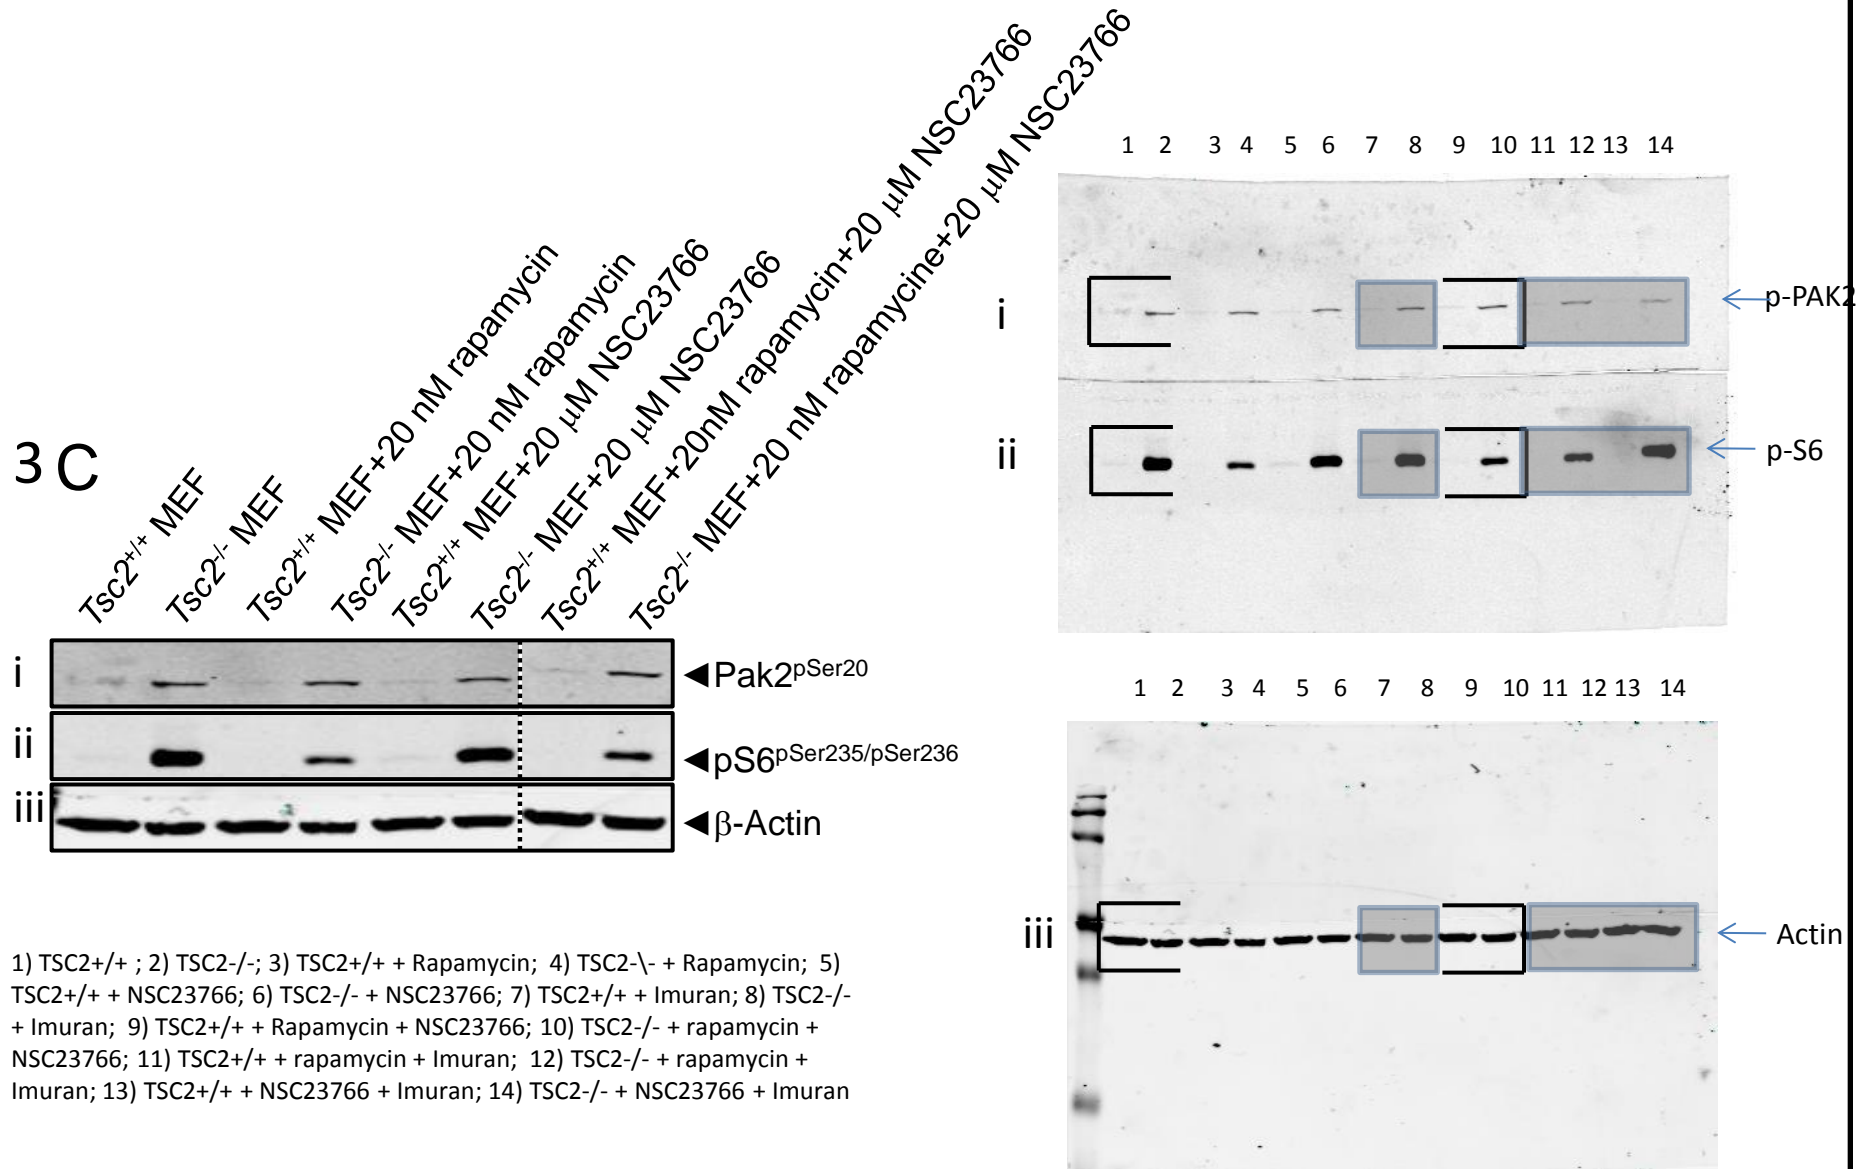 3 C
Tsc2+/+ MEF
Tsc2-/- MEF
Tsc2+/+ MEF+20 nM rapamycin
Tsc2-/- MEF+20 nM rapamycin
Tsc2+/+ MEF+20 μM NSC23766
Tsc2-/- MEF+20 μM NSC23766
Tsc2+/+ MEF+20nM rapamycin+20 μM NSC23766
Tsc2-/- MEF+20 nM rapamycine+20 μM NSC23766
i
◄Pak2pSer20
ii
◄pS6pSer235/pSer236
iii
◄β-Actin
1) TSC2+/+ ; 2) TSC2-/-; 3) TSC2+/+ + Rapamycin; 4) TSC2-\- + Rapamycin; 5)
TSC2+/+ + NSC23766; 6) TSC2-/- + NSC23766; 7) TSC2+/+ + Imuran; 8) TSC2-/-
+ Imuran; 9) TSC2+/+ + Rapamycin + NSC23766; 10) TSC2-/- + rapamycin +
NSC23766; 11) TSC2+/+ + rapamycin + Imuran; 12) TSC2-/- + rapamycin +
Imuran; 13) TSC2+/+ + NSC23766 + Imuran; 14) TSC2-/- + NSC23766 + Imuran
1 2 3 4 5 6 7 8 9 10 11 12 13 14
i
p-PAK2
ii
p-S6
1 2 3 4 5 6 7 8 9 10 11 12 13 14
iii
Actin